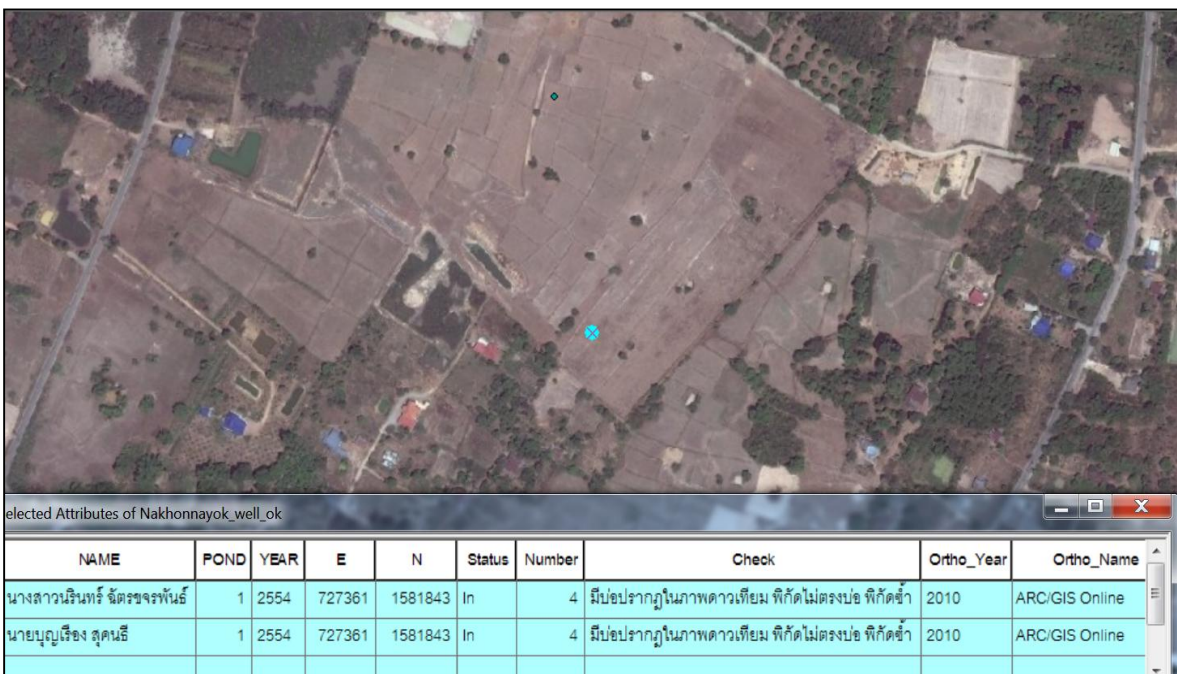 elected Attributes of Nakhonnayok_well_ok
NAME POND YEAR E N Status Number Check Ortho_Year Ortho_Name
นางสาวนรินทร์ ฉัตรขจรพันธ์ 1 2554 727361 1581843 In 4 มีบ่อปรากฏในภาพดาวเทียม พิกัดไม่ตรงบ่อ พิกัดซ้ำ 2010 ARC/GIS Online
นายบุญเรือง สุคนธี 1 2554 727361 1581843 In 4 มีบ่อปรากฏในภาพดาวเทียม พิกัดไม่ตรงบ่อ พิกัดซ้ำ 2010 ARC/GIS Online